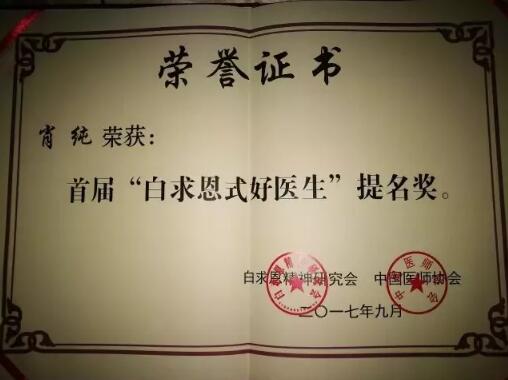 荣誉证书
肖纯荣获：
首届“白求恩式好医生”提名奖。
白求恩精神研究会 中国医师协会
二〇一七年九月